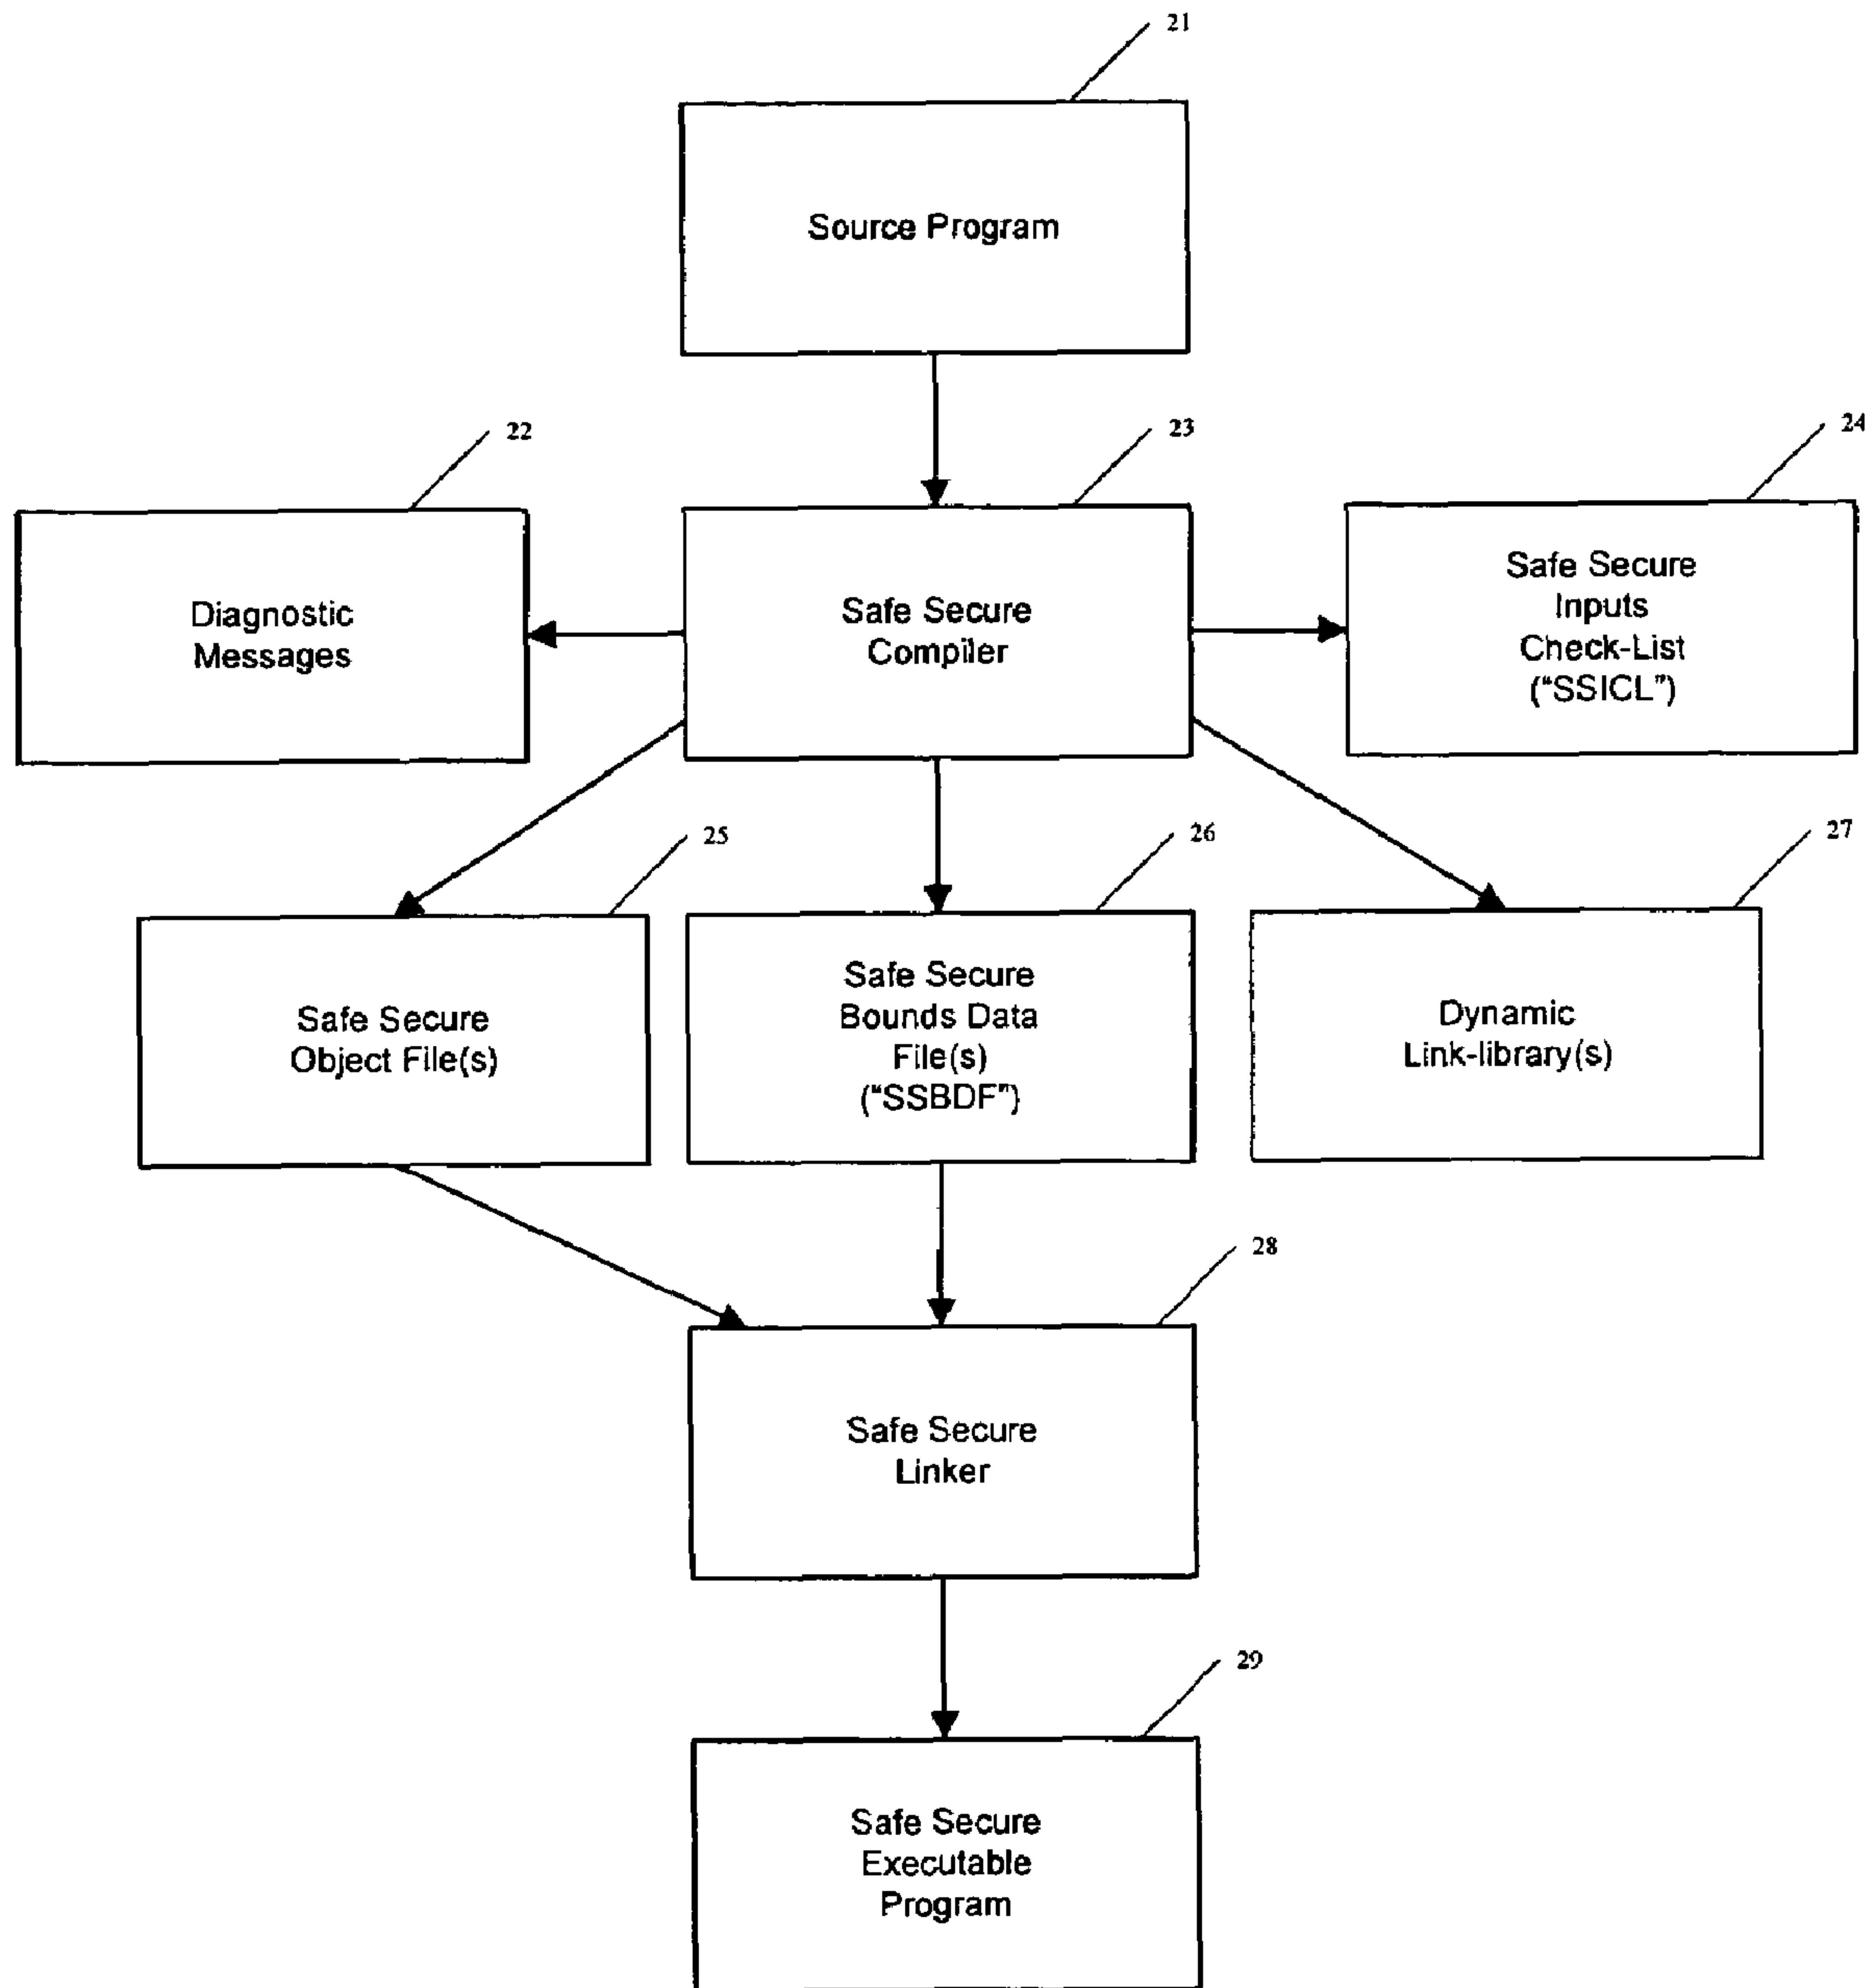 21
Source Program
22
23
24
Diagnostic
Messages
Safe Secure
Compiler
Safe Secure
Inputs
Check-List
("SSICL")
25
26
27
Safe Secure
Object File(s)
Safe Secure
Bounds Data
File(s)
("SSBDF")
Dynamic
Link-library(s)
28
Safe Secure
Linker
29
Safe Secure
Executable
Program